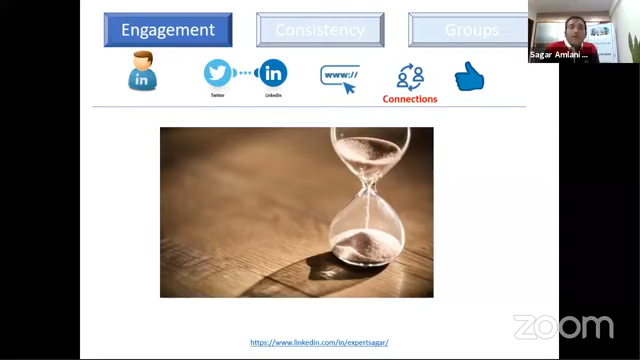 Engagement
Consistency
Groups
Sagar Amlani ...
in
in
Twitter
LinkedIn
www://
Connections
https://www.linkedin.com/in/expertsagar/
zoom